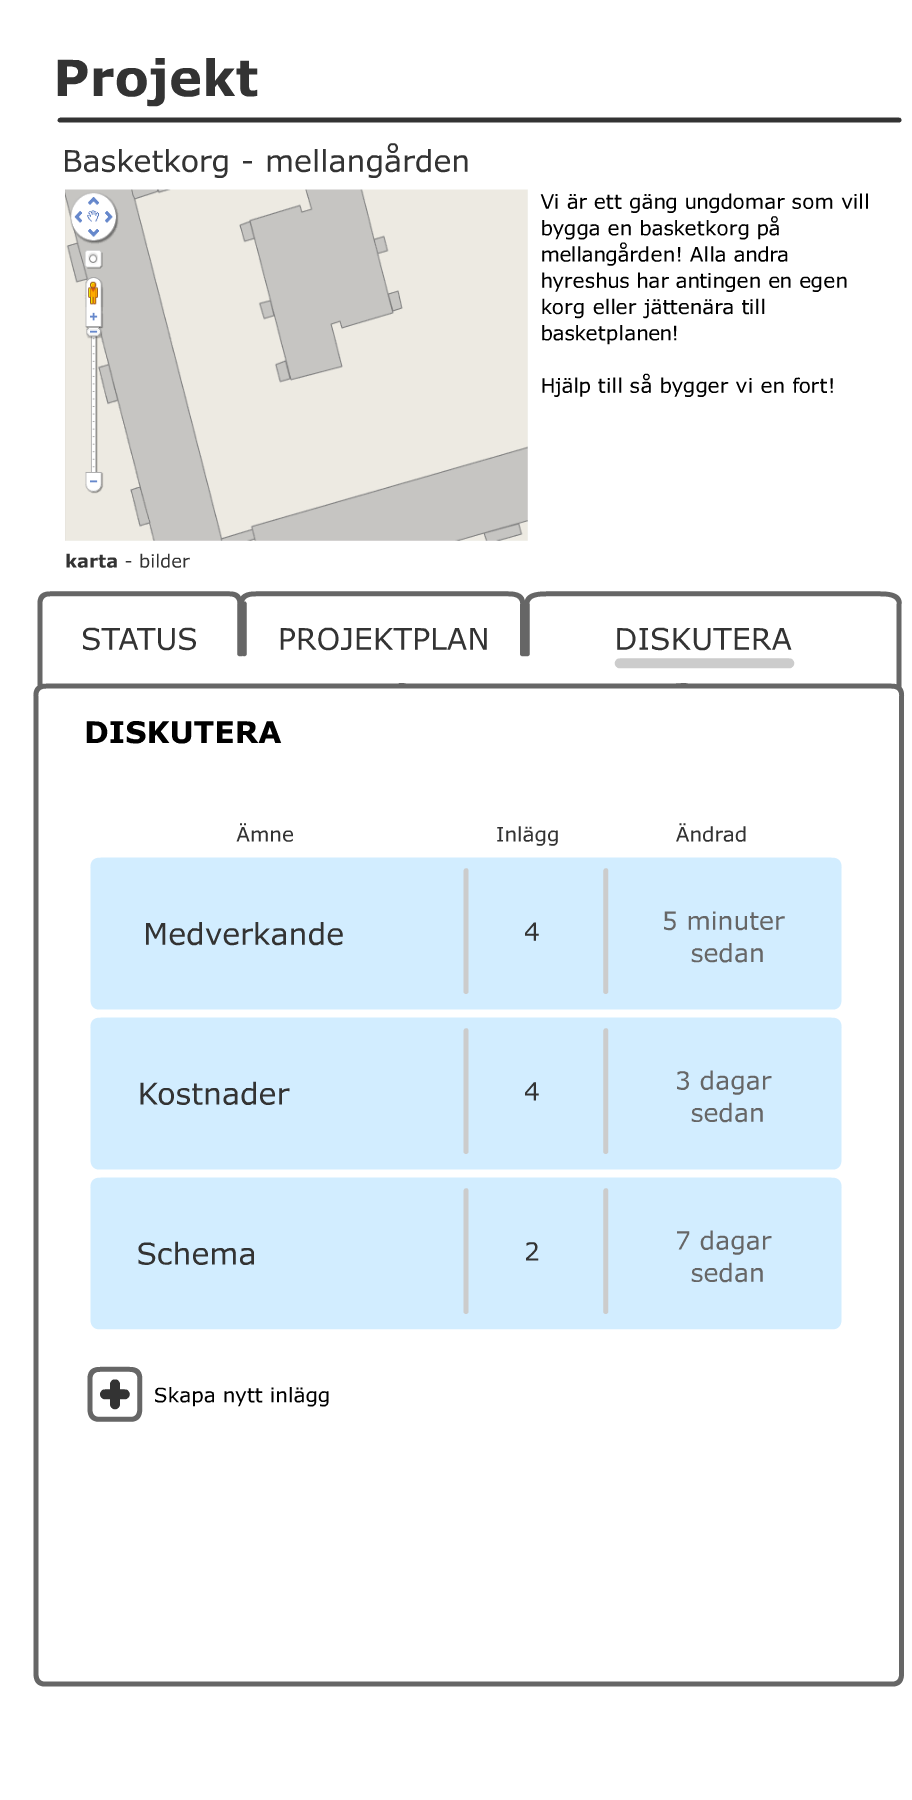 Projekt
Basketkorg - mellangården
Vi är ett gäng ungdomar som vill
bygga en basketkorg på
mellangården! Alla andra
hyreshus har antingen en egen
korg eller jättenära till
basketplanen!
Hjälp till så bygger vi en fort!
karta - bilder
STATUS PROJEKTPLAN DISKUTERA
DISKUTERA
Ämne Inlägg Ändrad
Medverkande 4 5 minuter
sedan
Kostnader 4 3 dagar
sedan
Schema 2 7 dagar
sedan
Skapa nytt inlägg